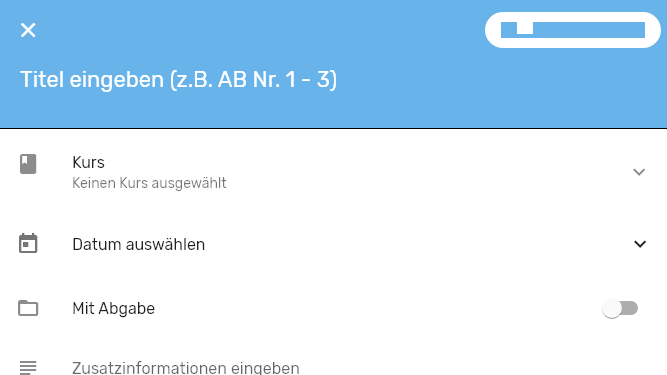 Titel eingeben (z.B. AB Nr. 1 - 3)
Kurs
Keinen Kurs ausgewählt
Datum auswählen
Mit Abgabe
Zusatzinformationen eingeben